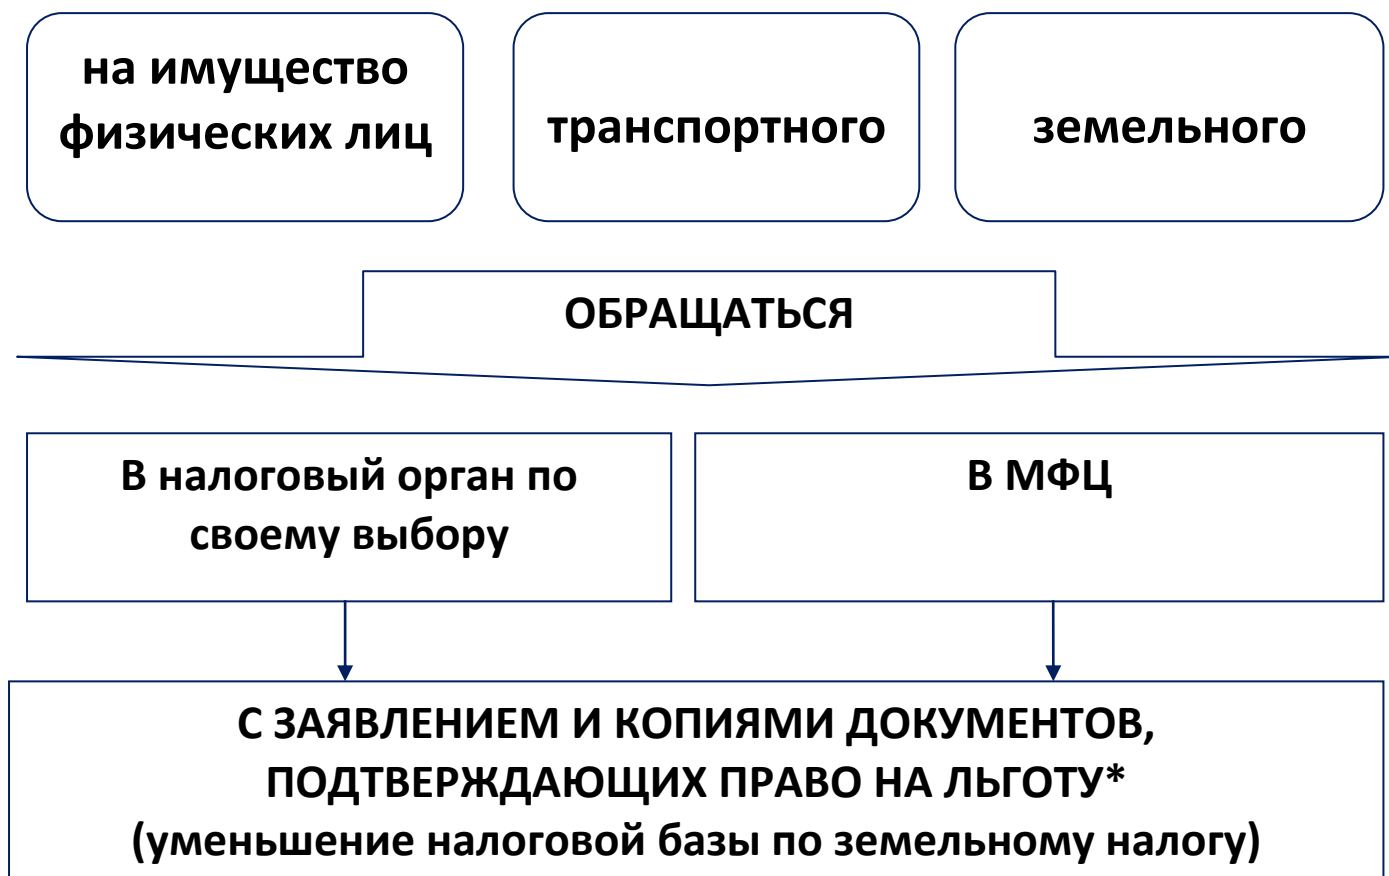 на имущество
физических лиц
транспортного
земельного
ОБРАЩАТЬСЯ
В налоговый орган по
своему выбору
В МФЦ
С ЗАЯВЛЕНИЕМ И КОПИЯМИ ДОКУМЕНТОВ,
ПОДТВЕРЖДАЮЩИХ ПРАВО НА ЛЬГОТУ*
(уменьшение налоговой базы по земельному налогу)